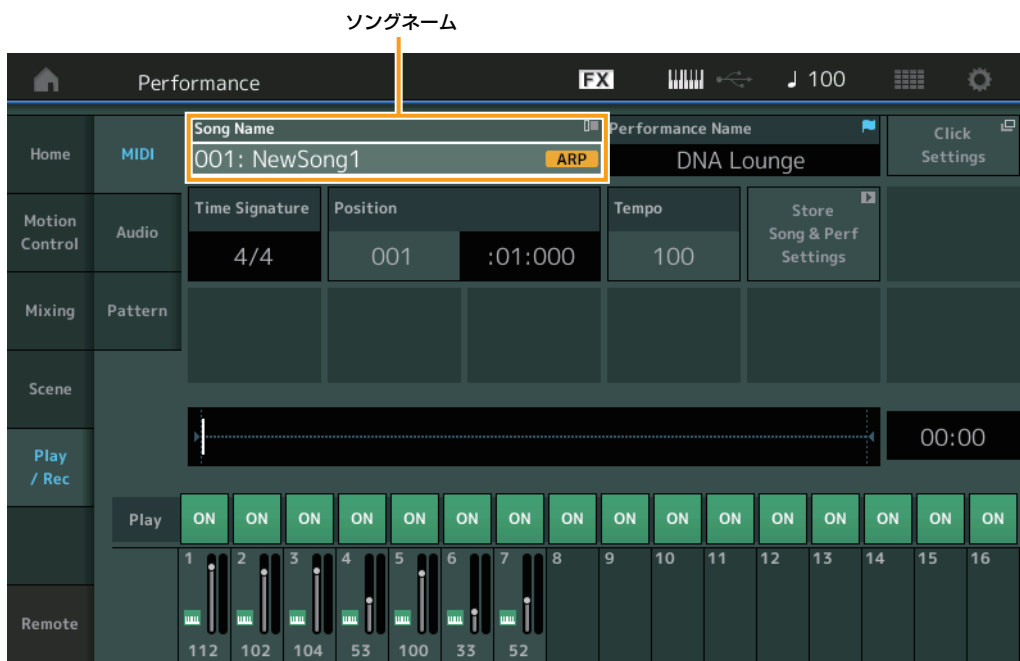 ソングネーム
Performance FX 100
Song Name
001: NewSong1 ARP
Performance Name
DNA Lounge
Click
Settings
Home
MIDI
Time Signature
4/4
Position
001 :01:000
Tempo
100
Store
Song & Perf
Settings
Motion
Control
Audio
Mixing
Pattern
Scene
00:00
Play
/ Rec
Play ON ON ON ON ON ON ON ON ON ON ON ON ON ON ON ON
1 2 3 4 5 6 7 8 9 10 11 12 13 14 15 16
112 102 104 53 100 33 52
Remote